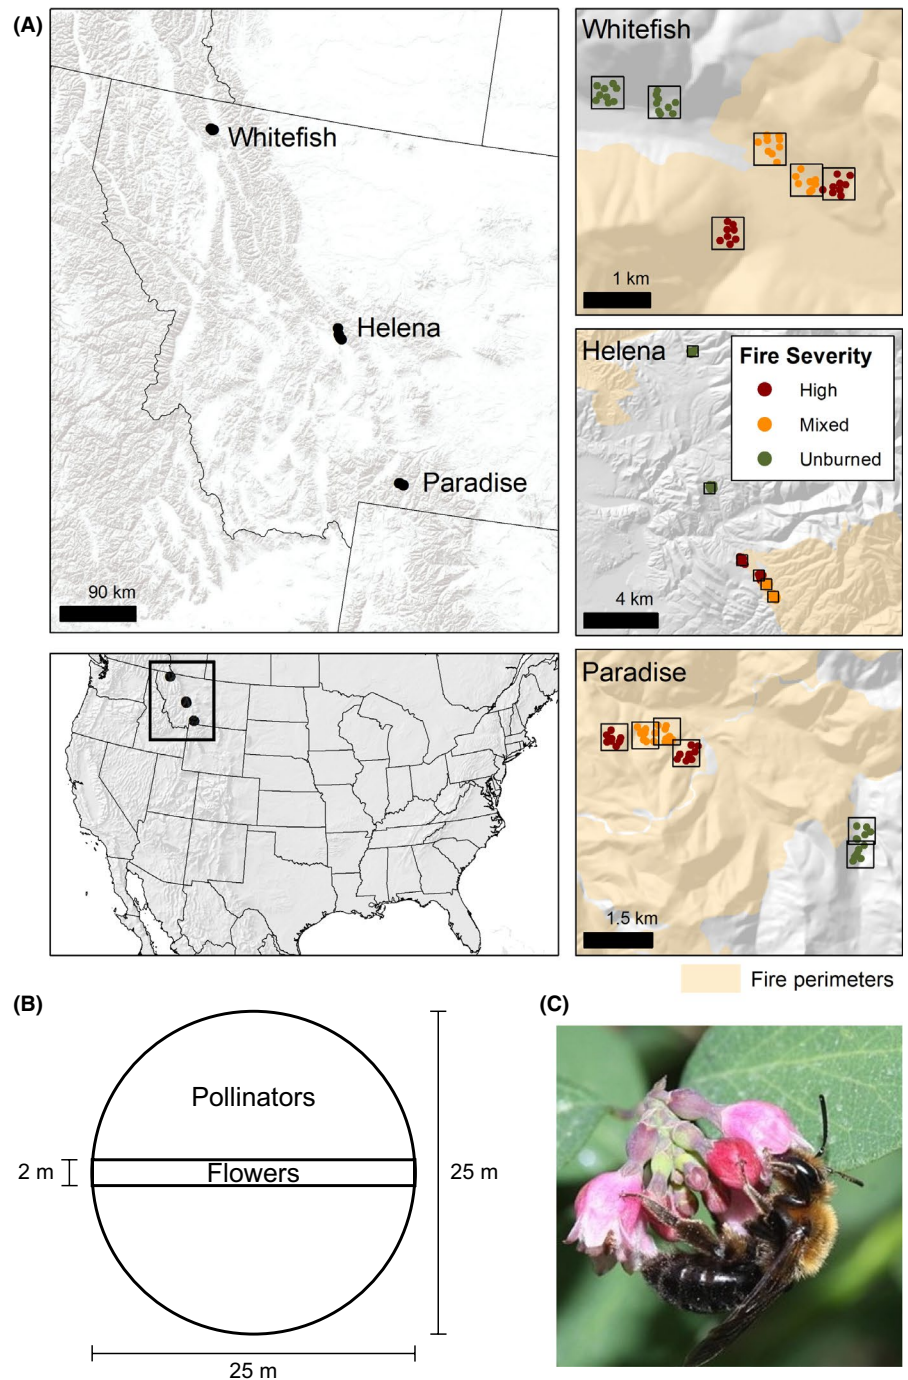 (A)
Whitefish
Helena
Paradise
90 km
Whitefish
1 km
Helena
Fire Severity
High
Mixed
Unburned
4 km
Paradise
1.5 km
Fire perimeters
(B)
Pollinators
2 m
Flowers
25 m
25 m
(C)